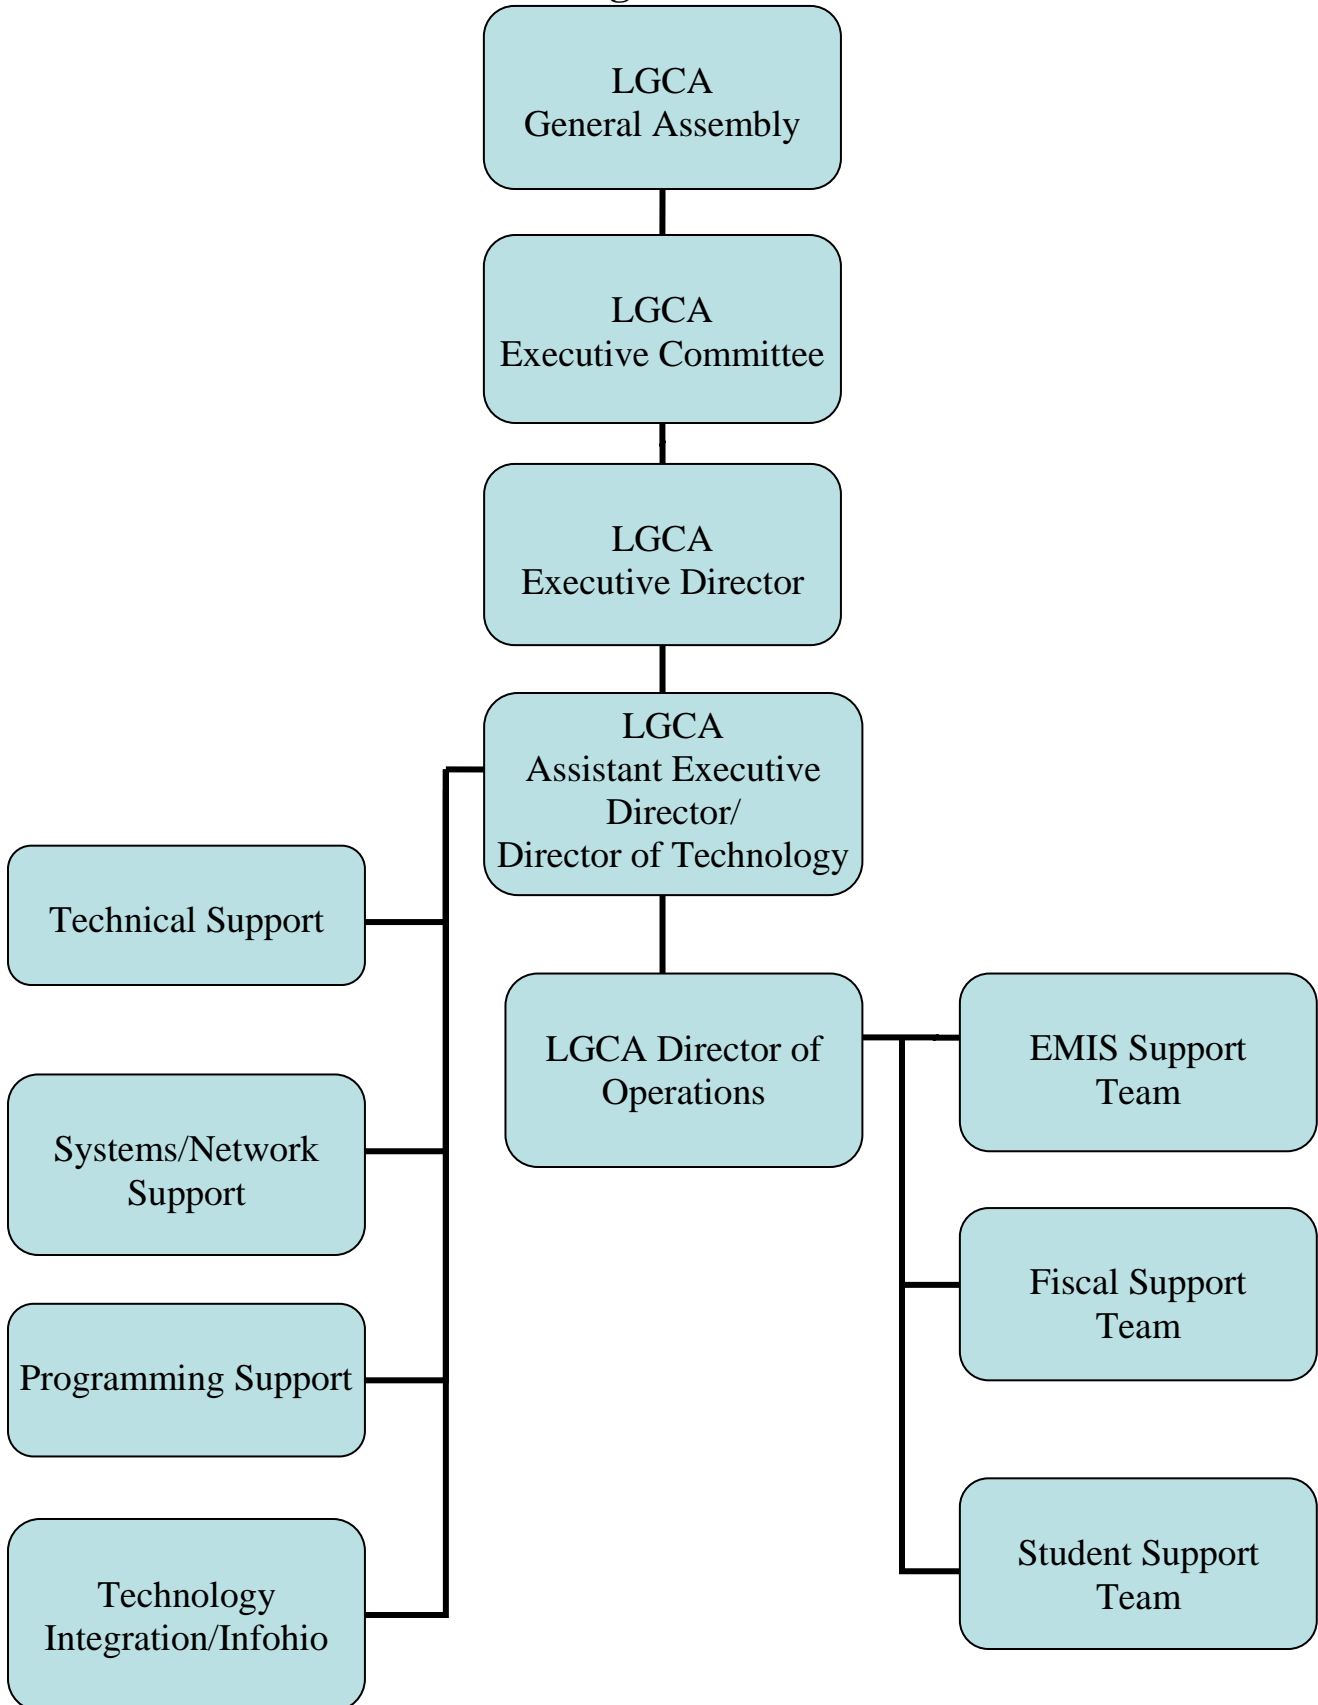 LGCA
General Assembly
LGCA
Executive Committee
LGCA
Executive Director
LGCA
Assistant Executive
Director/
Director of Technology
Technical Support
LGCA Director of
Operations
EMIS Support
Team
Systems/Network
Support
Fiscal Support
Team
Programming Support
Student Support
Team
Technology
Integration/Infohio